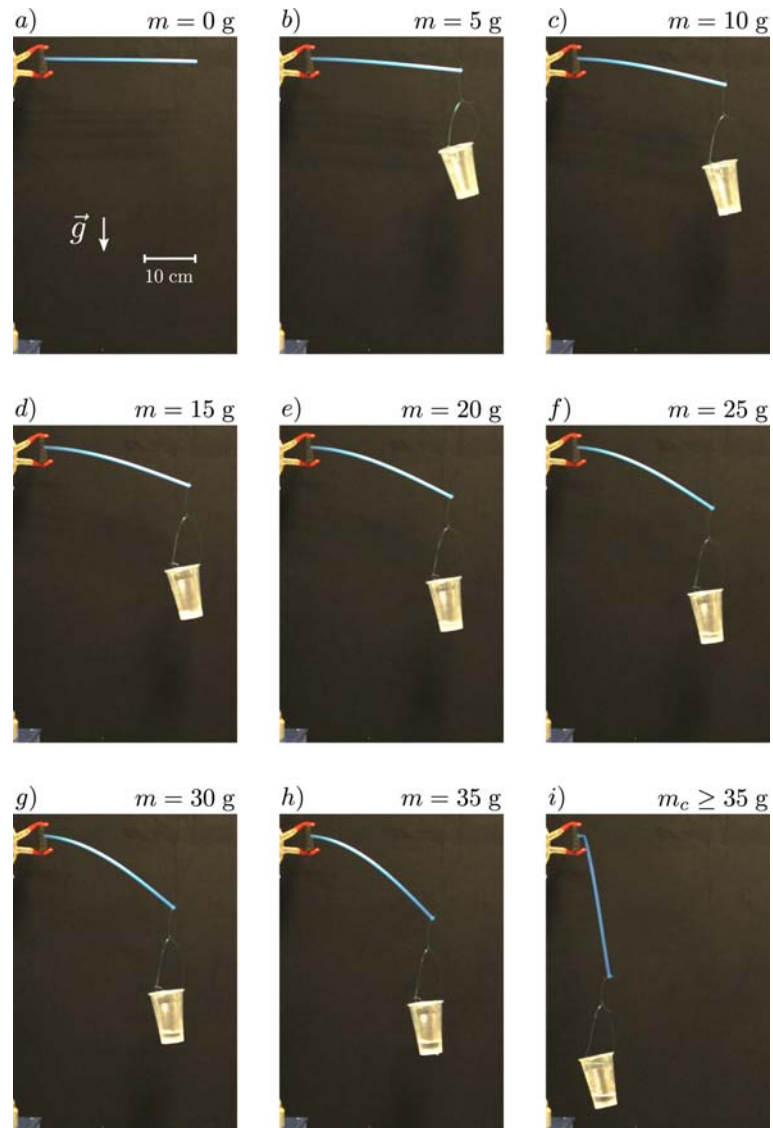 a) m = 0 g
b) m = 5 g
c) m = 10 g
g⃗ ↓
10 cm
d) m = 15 g
e) m = 20 g
f) m = 25 g
g) m = 30 g
h) m = 35 g
i) m_c ≥ 35 g